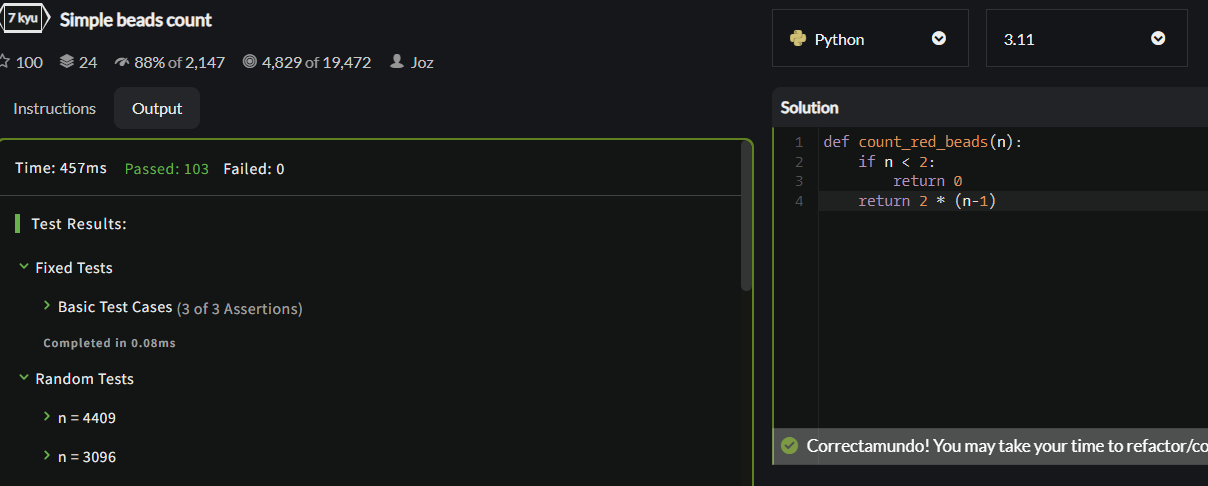 7 kyu Simple beads count
100 24 88% of 2,147 4,829 of 19,472 Joz
Instructions Output
Time: 457ms Passed: 103 Failed: 0
Test Results:
Fixed Tests
Basic Test Cases (3 of 3 Assertions)
Completed in 0.08ms
Random Tests
n = 4409
n = 3096
Python 3.11
Solution
1 def count_red_beads(n):
2 if n < 2:
3 return 0
4 return 2 * (n-1)
Correctamundo! You may take your time to refactor/co